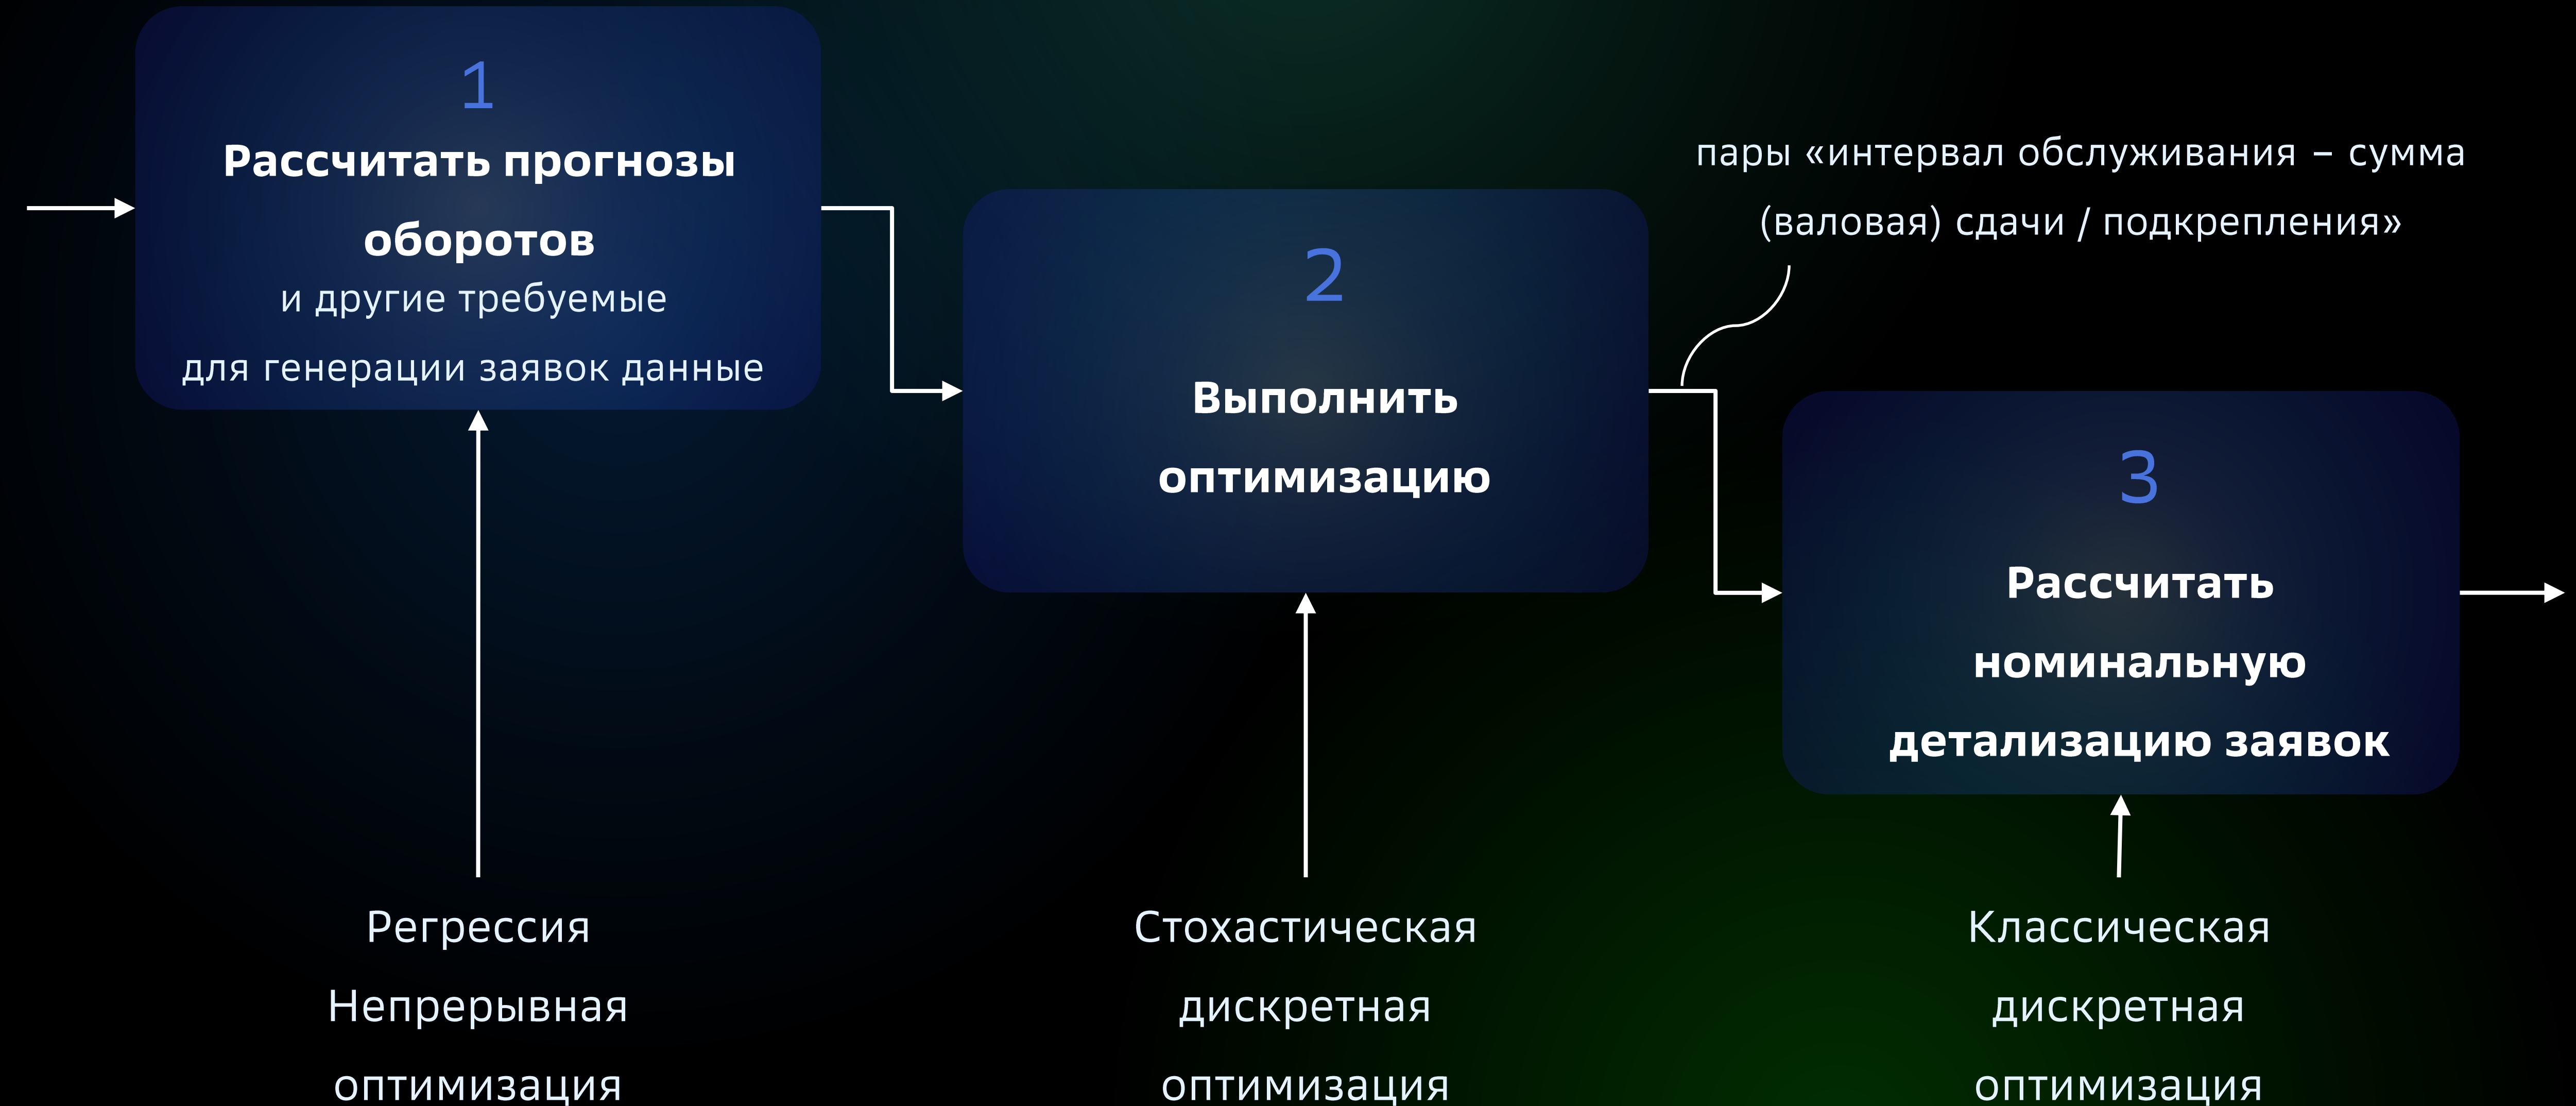 1
Рассчитать прогнозы
оборотов
и другие требуемые
для генерации заявок данные
2
Выполнить
оптимизацию
пары «интервал обслуживания – сумма
(валовая) сдачи / подкрепления»
3
Рассчитать
номинальную
детализацию заявок
Регрессия
Непрерывная
оптимизация
Стохастическая
дискретная
оптимизация
Классическая
дискретная
оптимизация